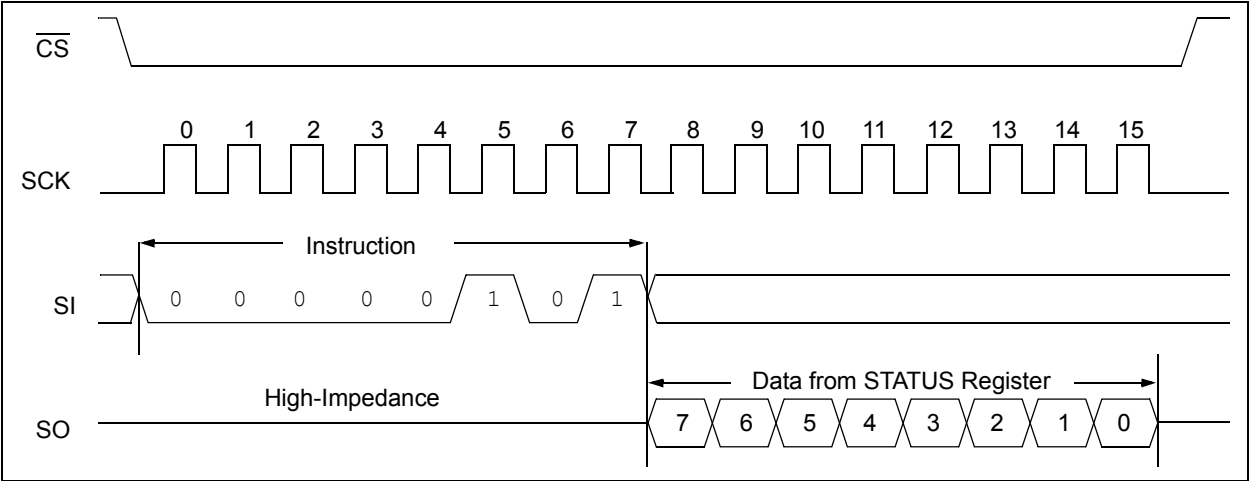 CS
0 1 2 3 4 5 6 7 8 9 10 11 12 13 14 15
SCK
Instruction
SI 0 0 0 0 0 1 0 1
Data from STATUS Register
High-Impedance
SO 7 6 5 4 3 2 1 0